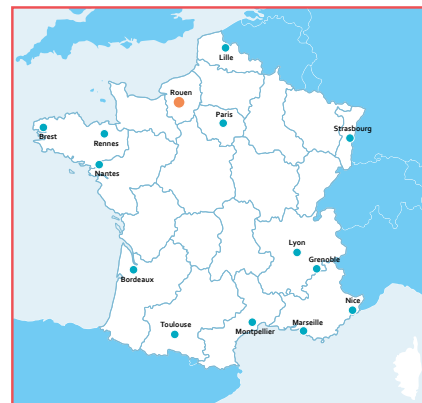 Lille
Rouen
Paris
Strasbourg
Brest
Rennes
Nantes
Lyon
Grenoble
Bordeaux
Nice
Toulouse
Marseille
Montpellier